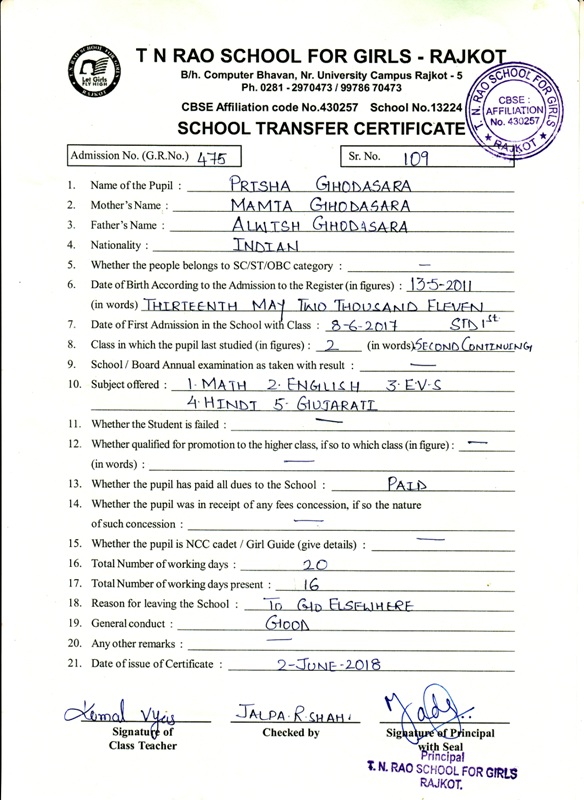 T. N. RAO SCHOOL FOR GIRLS
Let Girls
FLY HIGH
RAJKOT
T N RAO SCHOOL FOR GIRLS - RAJKOT
B/h. Computer Bhavan, Nr. University Campus Rajkot - 5
Ph. 0281 - 2970473 / 99786 70473
CBSE Affiliation code No.430257 School No.13224
SCHOOL TRANSFER CERTIFICATE
T. N. RAO SCHOOL FOR GIRLS
CBSE :
AFFILIATION
No. 430257
★ RAJKOT ★
Admission No. (G.R.No.) 475 Sr. No. 109
1. Name of the Pupil : PRISHA GHODASARA
2. Mother's Name : MAMTA GHODASARA
3. Father's Name : ALWISH GHODASARA
4. Nationality : INDIAN
5. Whether the people belongs to SC/ST/OBC category : —
6. Date of Birth According to the Admission to the Register (in figures) : 13-5-2011
(in words) THIRTEENTH MAY TWO THOUSAND ELEVEN
7. Date of First Admission in the School with Class : 8-6-2017 STD 1st
8. Class in which the pupil last studied (in figures) : 2 (in words) SECOND CONTINUING
9. School / Board Annual examination as taken with result : —
10. Subject offered : 1. MATH 2. ENGLISH 3. E.V.S
4. HINDI 5. GUJARATI
11. Whether the Student is failed : —
12. Whether qualified for promotion to the higher class, if so to which class (in figure) : —
(in words) : —
13. Whether the pupil has paid all dues to the School : PAID
14. Whether the pupil was in receipt of any fees concession, if so the nature
of such concession : —
15. Whether the pupil is NCC cadet / Girl Guide (give details) : —
16. Total Number of working days : 20
17. Total Number of working days present : 16
18. Reason for leaving the School : TO GO ELSEWHERE
19. General conduct : GOOD
20. Any other remarks : —
21. Date of issue of Certificate : 2-JUNE-2018
Komal Vyas JALPA.R.SHAH
Signature of Checked by Signature of Principal
Class Teacher with Seal
Principal
T. N. RAO SCHOOL FOR GIRLS
RAJKOT.